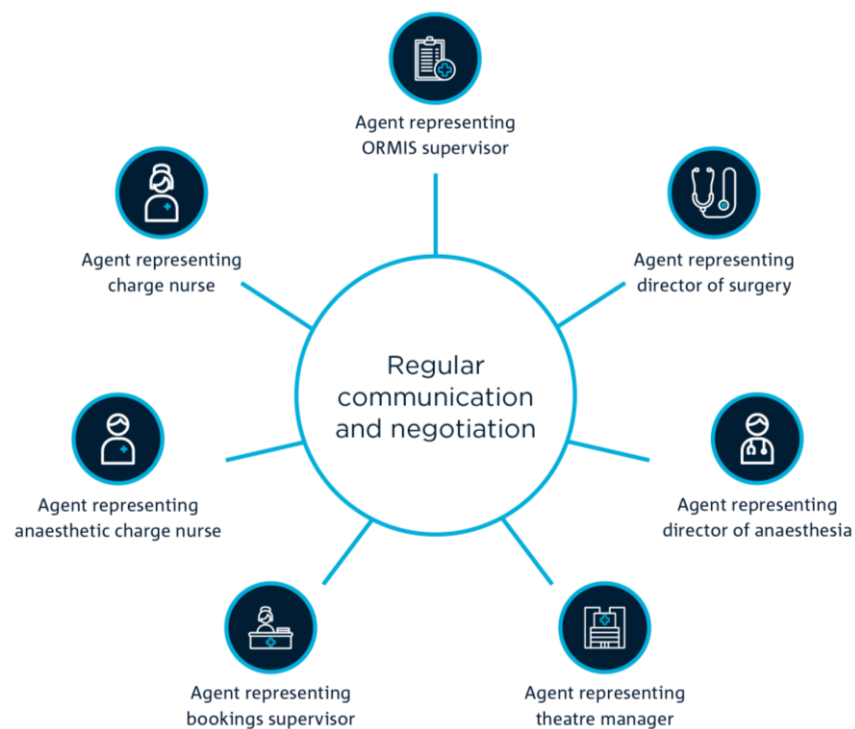 Agent representing
ORMIS supervisor
Agent representing
charge nurse
Agent representing
director of surgery
Regular
communication
and negotiation
Agent representing
anaesthetic charge nurse
Agent representing
director of anaesthesia
Agent representing
bookings supervisor
Agent representing
theatre manager